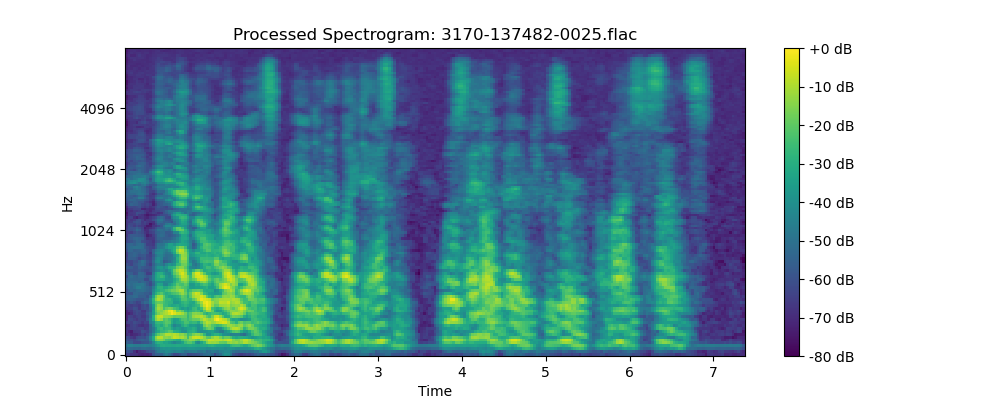 Processed Spectrogram: 3170-137482-0025.flac
Hz
4096
2048
1024
512
0
0 1 2 3 4 5 6 7
Time
+0 dB
-10 dB
-20 dB
-30 dB
-40 dB
-50 dB
-60 dB
-70 dB
-80 dB